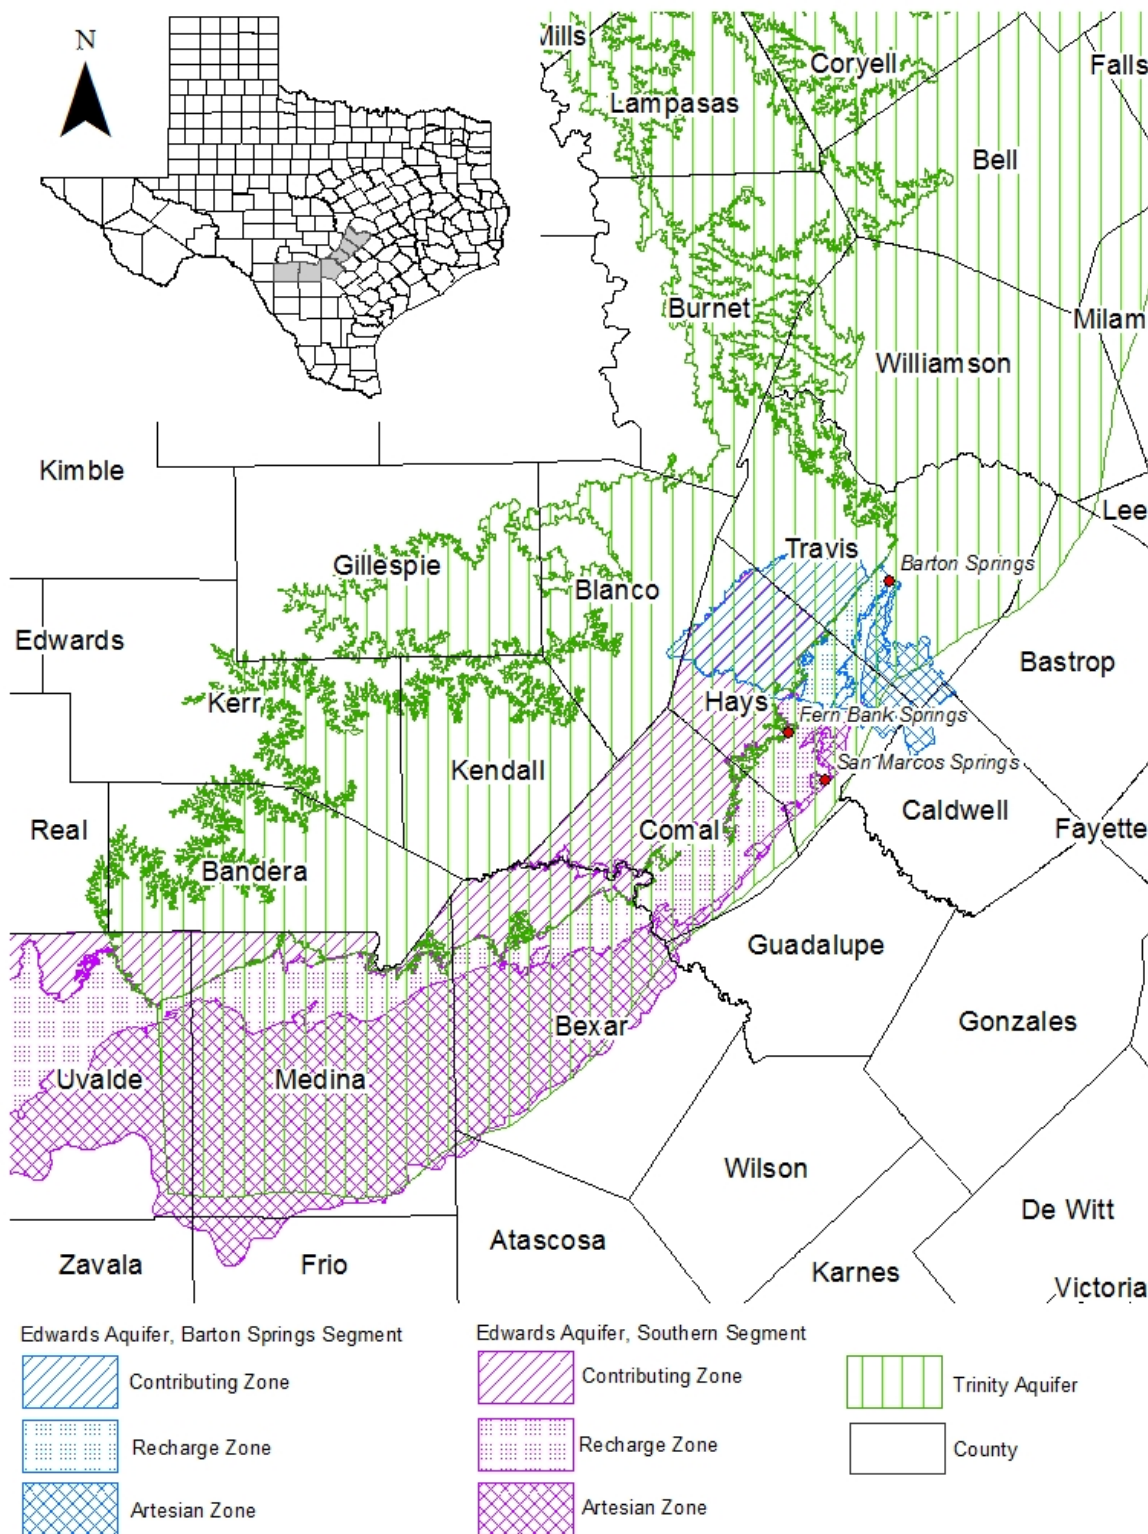 N
Mills
Coryell
Falls
Lampasas
Bell
Burnet
Milam
Williamson
Kimble
Lee
Travis
Barton Springs
Gillespie
Blanco
Edwards
Bastrop
Kerr
Hays
Fern Bank Springs
San Marcos Springs
Kendall
Caldwell
Real
Comal
Fayette
Bandera
Guadalupe
Gonzales
Bexar
Uvalde
Medina
Wilson
De Witt
Atascosa
Zavala
Frio
Karnes
Victoria
Edwards Aquifer, Barton Springs Segment
Contributing Zone
Recharge Zone
Artesian Zone
Edwards Aquifer, Southern Segment
Contributing Zone
Recharge Zone
Artesian Zone
Trinity Aquifer
County